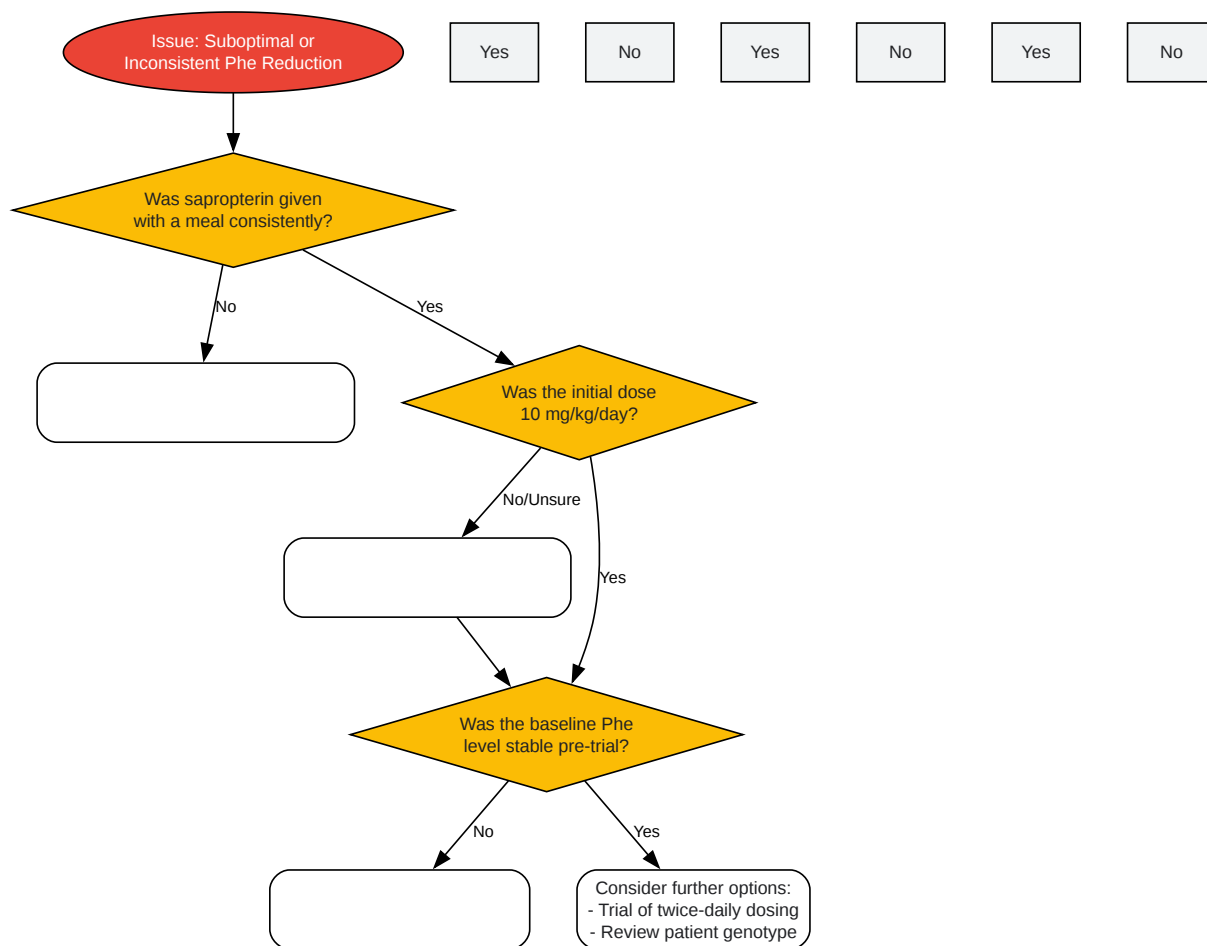 Issue: Suboptimal or
Inconsistent Phe Reduction
Yes
No
Yes
No
Yes
No
Was sapropterin given
with a meal consistently?
No
Yes
Was the initial dose
10 mg/kg/day?
No/Unsure
Yes
Was the baseline Phe
level stable pre-trial?
No
Yes
Consider further options:
- Trial of twice-daily dosing
- Review patient genotype